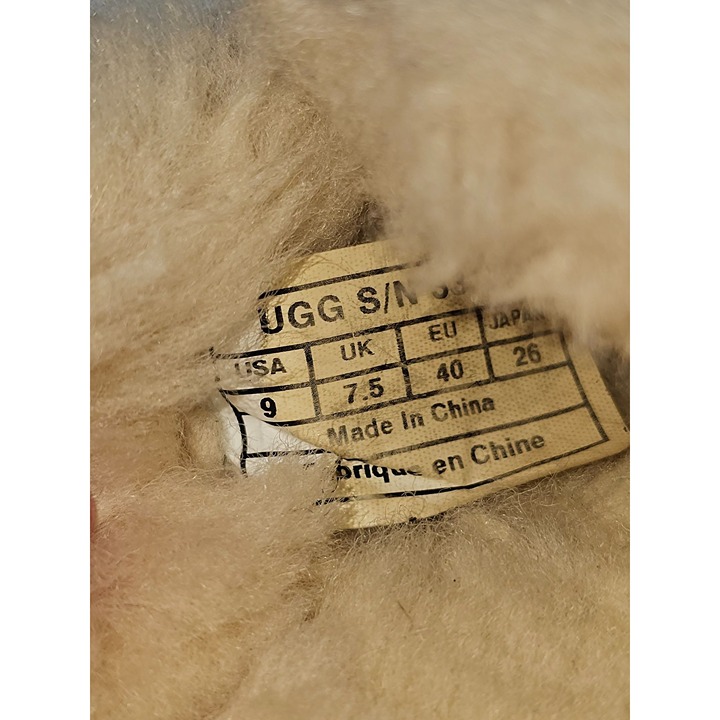 UGG S/N
USA UK EU JAPAN
9 7.5 40 26
Made In China
en Chine